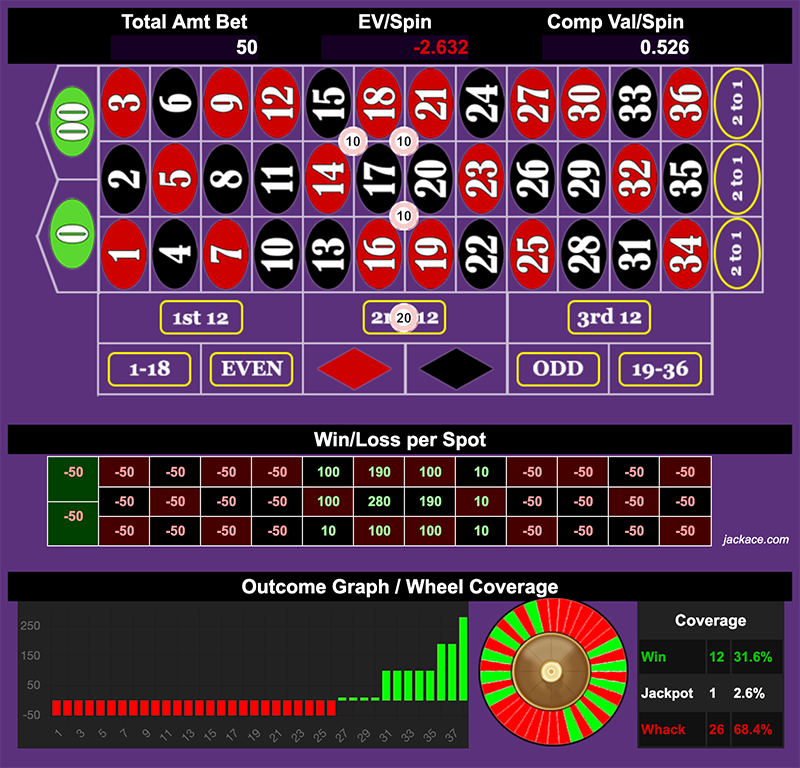 Total Amt Bet EV/Spin Comp Val/Spin
50 -2.632 0.526
00 3 6 9 12 15 18 21 24 27 30 33 36 2 to 1
10 10
0 2 5 8 11 14 17 20 23 26 29 32 35 2 to 1
10
1 4 7 10 13 16 19 22 25 28 31 34 2 to 1
1st 12 2nd 12 20 3rd 12
1-18 EVEN ODD 19-36
Win/Loss per Spot
-50 -50 -50 -50 -50 100 190 100 10 -50 -50 -50 -50
-50 -50 -50 -50 100 280 190 10 -50 -50 -50 -50
-50 -50 -50 -50 -50 10 100 100 10 -50 -50 -50 -50
jackace.com
Outcome Graph / Wheel Coverage
250
150
50
-50
1 3 5 7 9 11 13 15 17 19 21 23 25 27 29 31 33 35 37
Coverage
Win 12 31.6%
Jackpot 1 2.6%
Whack 26 68.4%